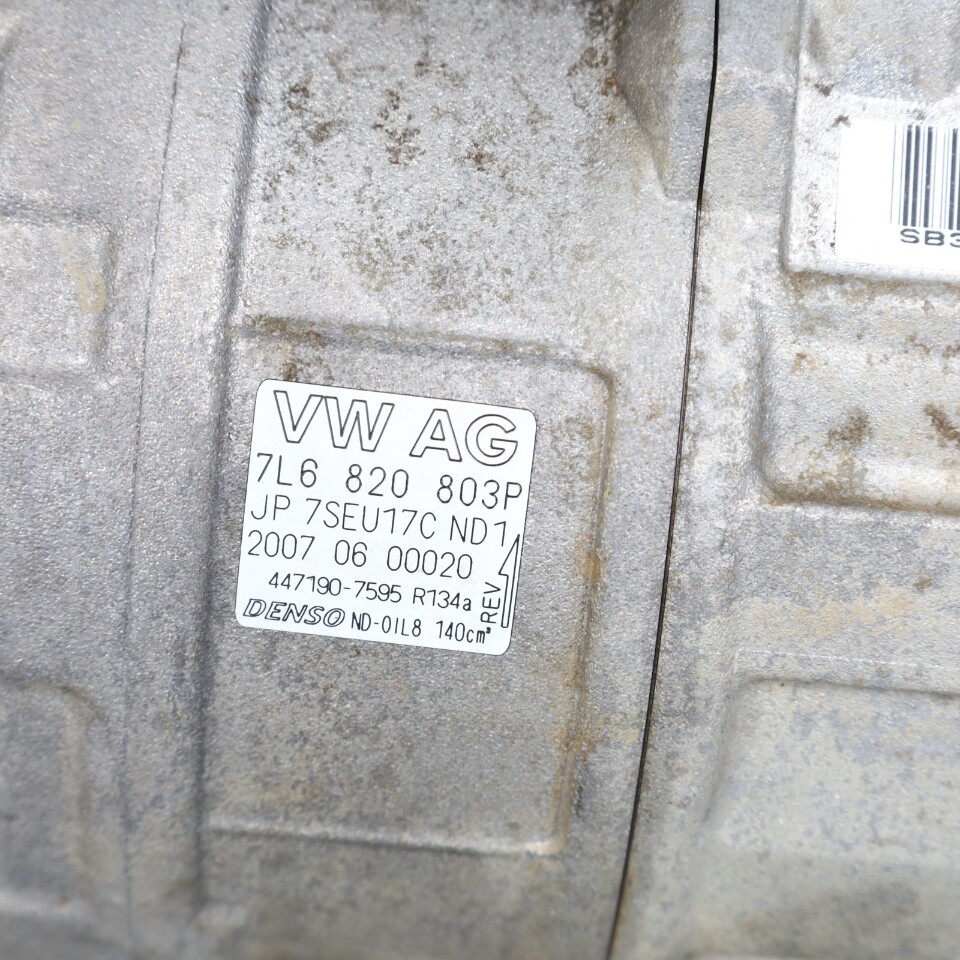 VW AG
7L6 820 803P
JP 7SEU17C ND1
2007 06 00020
447190-7595 R134a
DENSO ND-OIL8 140cm³
REV